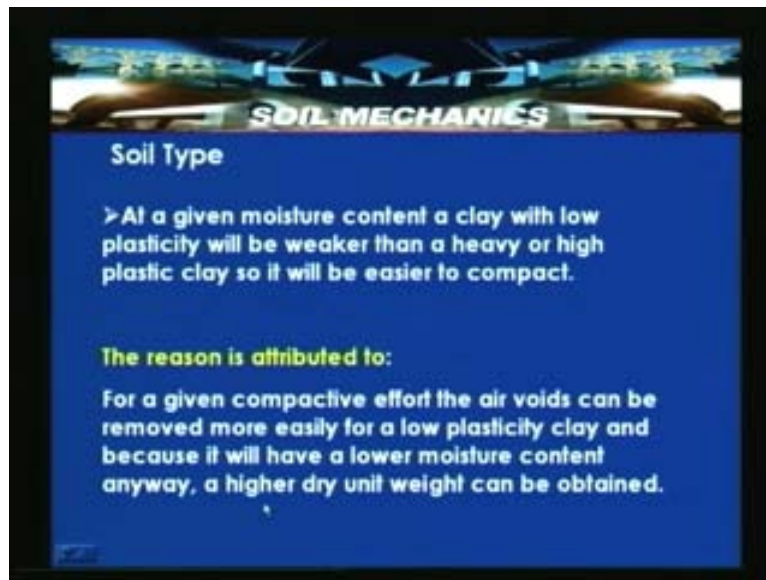 SOIL MECHANICS
Soil Type
➢At a given moisture content a clay with low
plasticity will be weaker than a heavy or high
plastic clay so it will be easier to compact.
The reason is attributed to:
For a given compactive effort the air voids can be
removed more easily for a low plasticity clay and
because it will have a lower moisture content
anyway, a higher dry unit weight can be obtained.